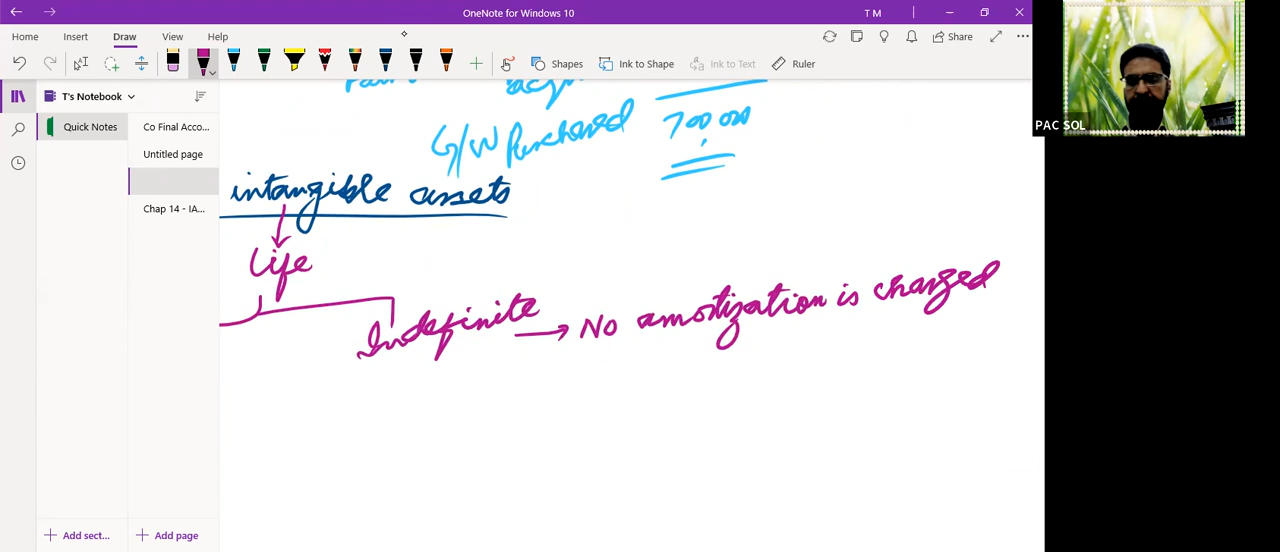 OneNote for Windows 10
T M
Home Insert Draw View Help
Share
Shapes
Ink to Shape
Ink to Text
Ruler
T's Notebook
Quick Notes
Co Final Acco...
Untitled page
Chap 14 - IA...
G/W Purchased 700 000
intangible assets
Life
Indefinite → No amortization is charged
Add sect...
Add page
PAC SOL